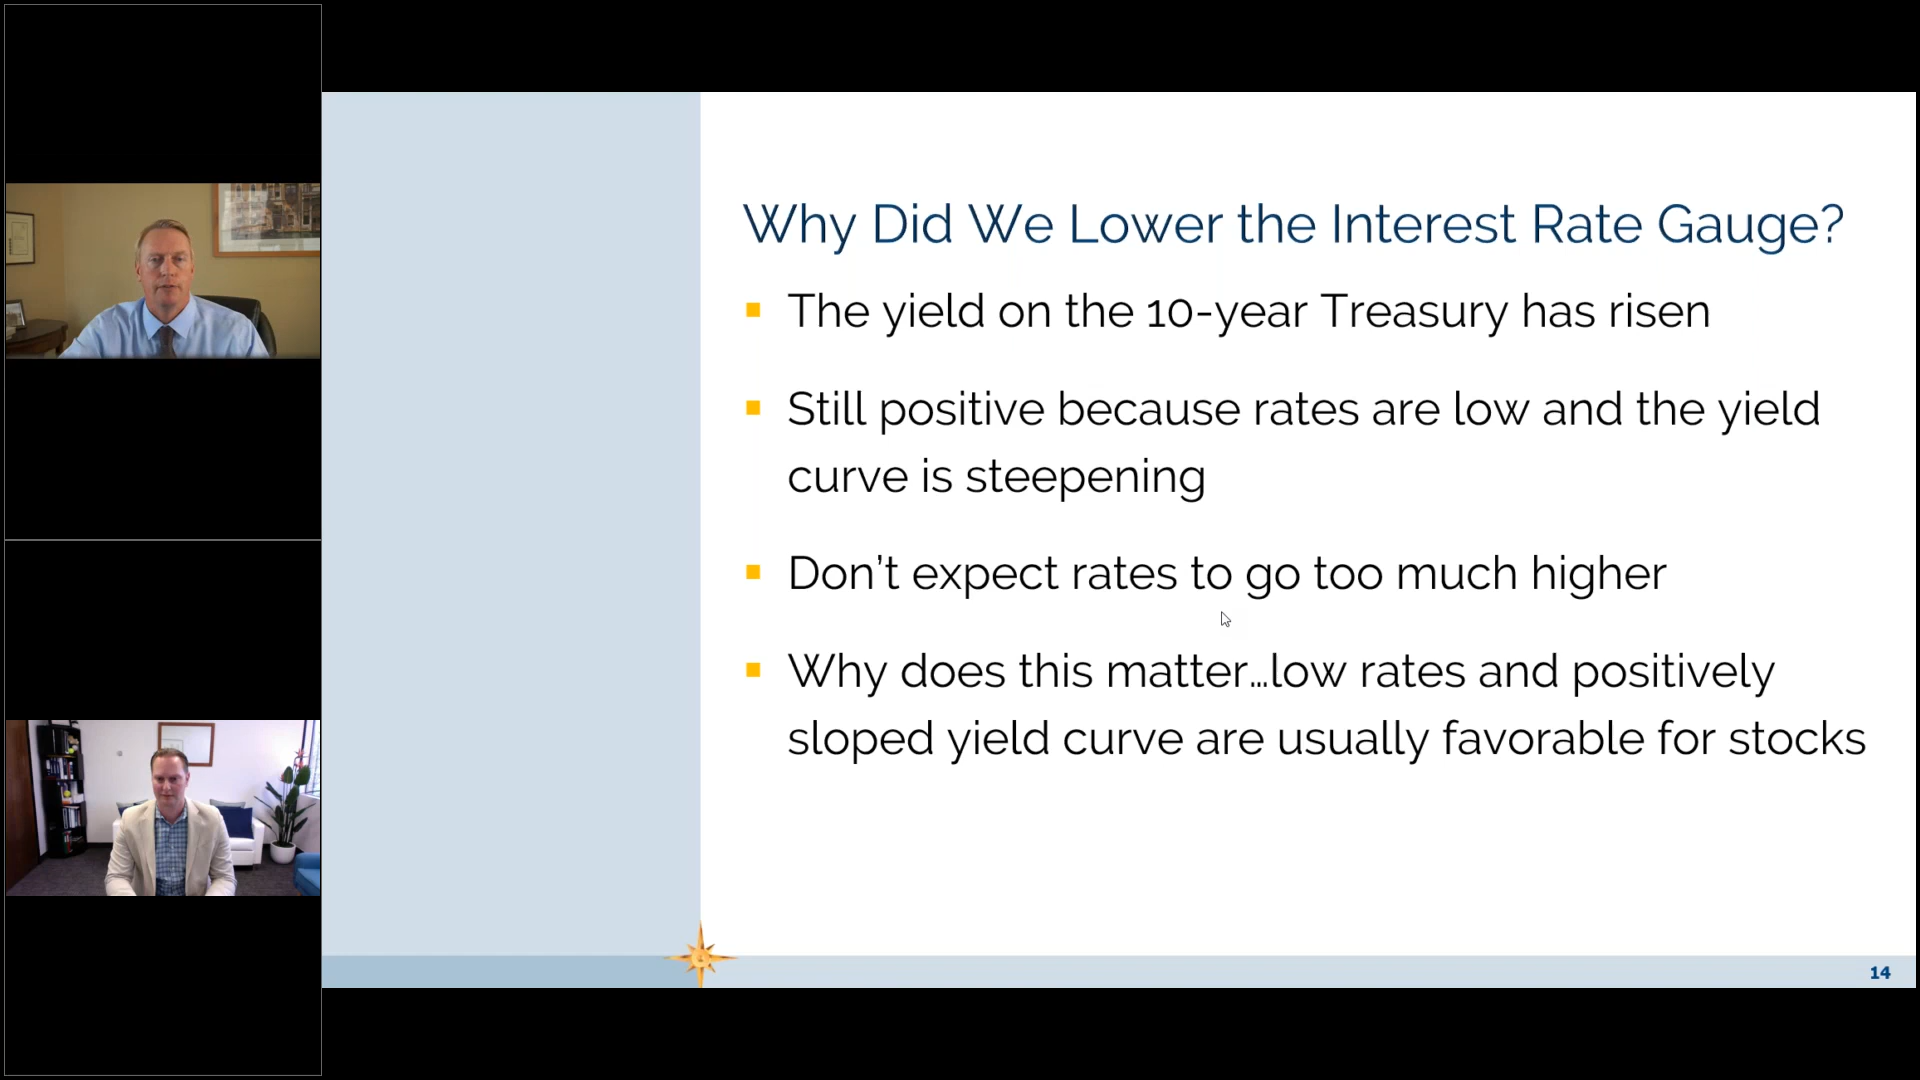 Why Did We Lower the Interest Rate Gauge?
The yield on the 10-year Treasury has risen
Still positive because rates are low and the yield
curve is steepening
Don't expect rates to go too much higher
Why does this matter...low rates and positively
sloped yield curve are usually favorable for stocks
14